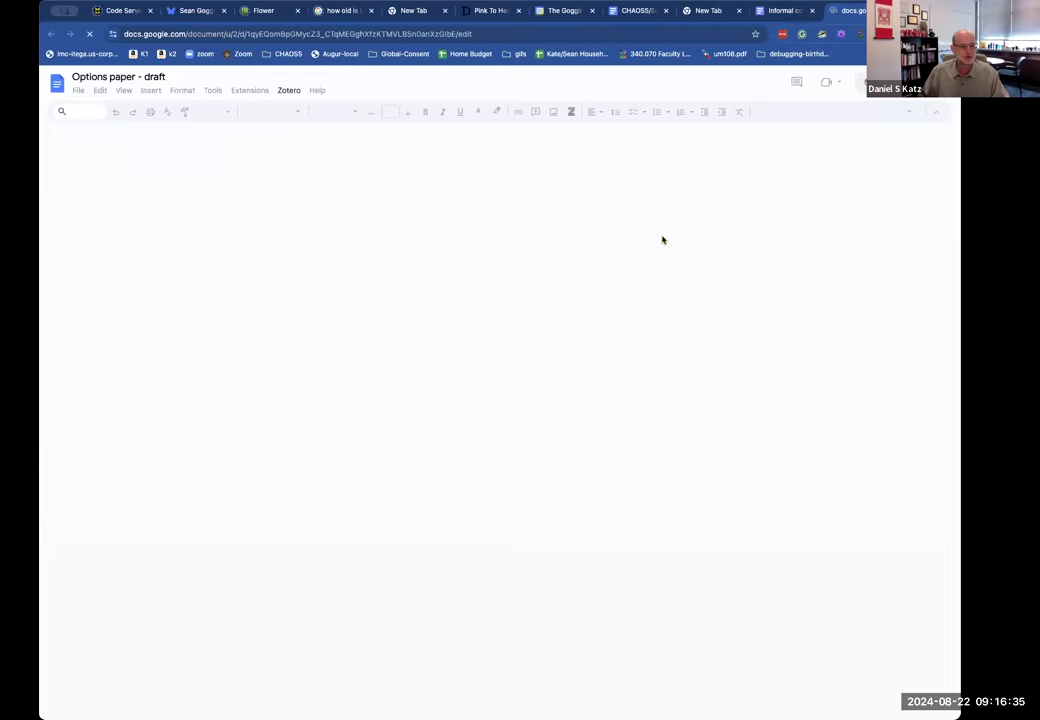 Code Serv
Sean Gogg
Flower
how old is
New Tab
Pink To He
The Goggi
CHAOSS/S
New Tab
Informal co
docs.goo
docs.google.com/document/u/2/d/1qyEQomBpGMycZ3_CTqMEGghXfzKTMVLBSn0anXzGlbE/edit
lmc-itega.us-corp...
K1
k2
zoom
Zoom
CHAOSS
Augur-local
Global-Consent
Home Budget
gifs
Kate/Sean Househ...
340.070 Faculty L...
um108.pdf
debugging-birthd...
Options paper - draft
File Edit View Insert Format Tools Extensions Zotero Help
Daniel S Katz
2024-08-22 09:16:35